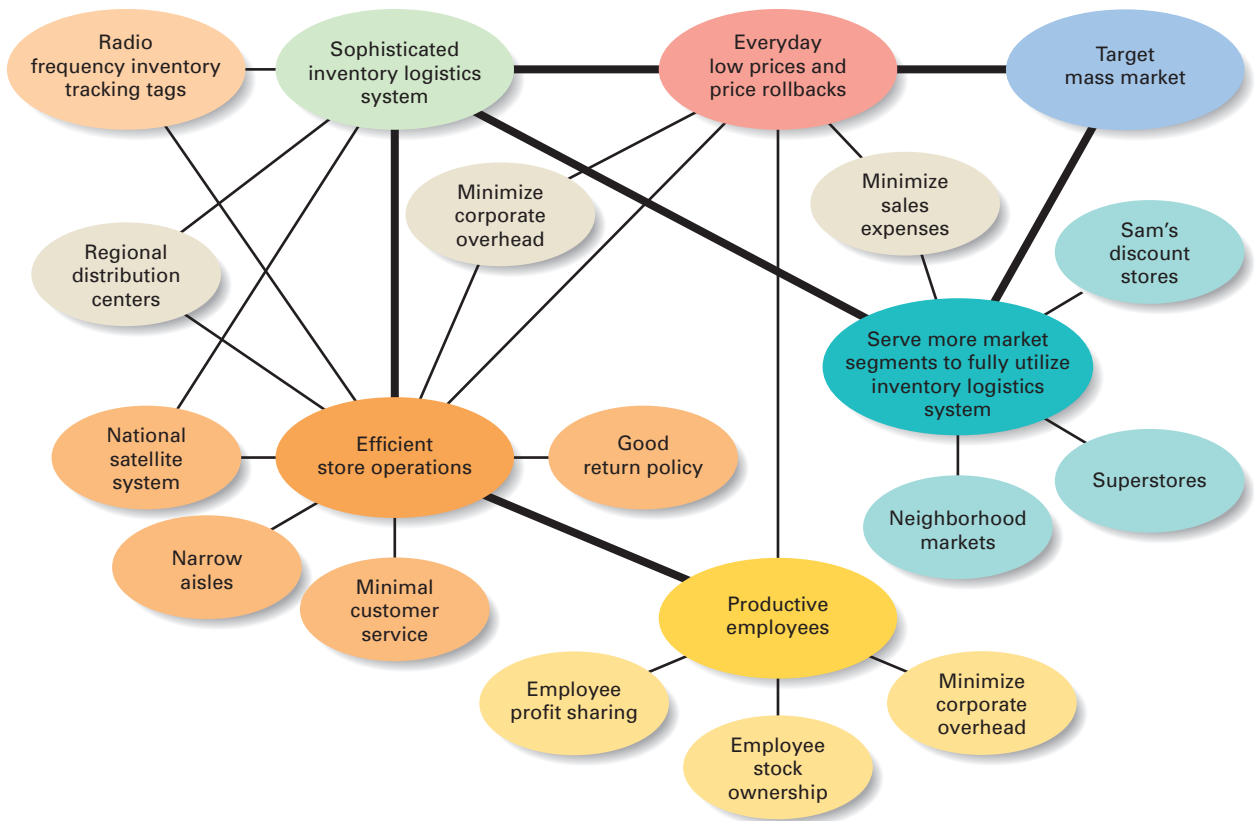 Radio
frequency inventory
tracking tags
Sophisticated
inventory logistics
system
Everyday
low prices and
price rollbacks
Target
mass market
Minimize
corporate
overhead
Minimize
sales
expenses
Regional
distribution
centers
Sam's
discount
stores
Serve more market
segments to fully utilize
inventory logistics
system
National
satellite
system
Efficient
store operations
Good
return policy
Superstores
Neighborhood
markets
Narrow
aisles
Minimal
customer
service
Productive
employees
Employee
profit sharing
Employee
stock
ownership
Minimize
corporate
overhead